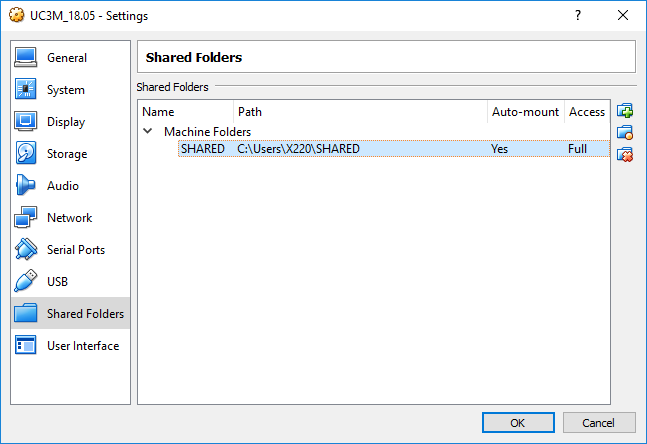 UC3M_18.05 - Settings
?
General
System
Display
Storage
Audio
Network
Serial Ports
USB
Shared Folders
User Interface
Shared Folders
Shared Folders
Name Path Auto-mount Access
Machine Folders
SHARED C:\Users\X220\SHARED Yes Full
OK Cancel